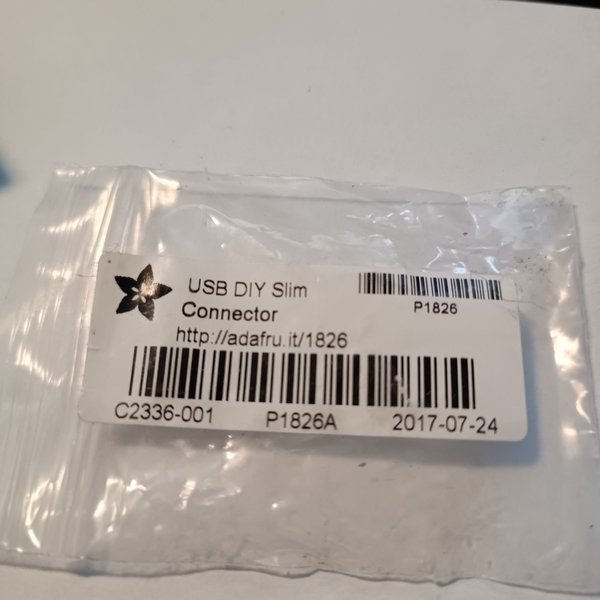 USB DIY Slim
Connector
http://adafru.it/1826
P1826
C2336-001 P1826A 2017-07-24